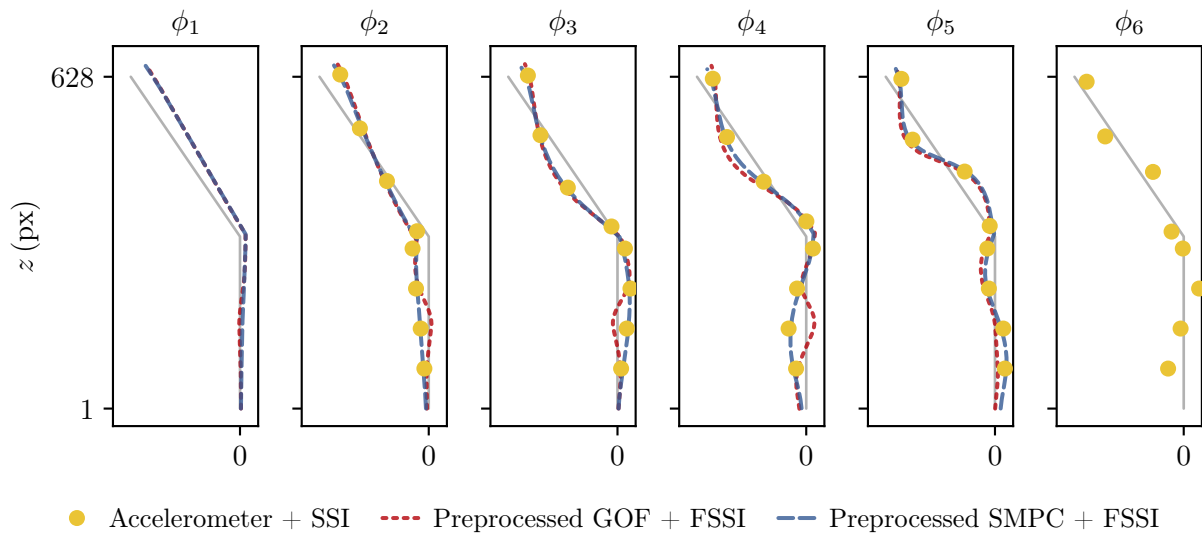 ϕ1 ϕ2 ϕ3 ϕ4 ϕ5 ϕ6
628
z (px)
1
0 0 0 0 0 0
Accelerometer + SSI Preprocessed GOF + FSSI Preprocessed SMPC + FSSI